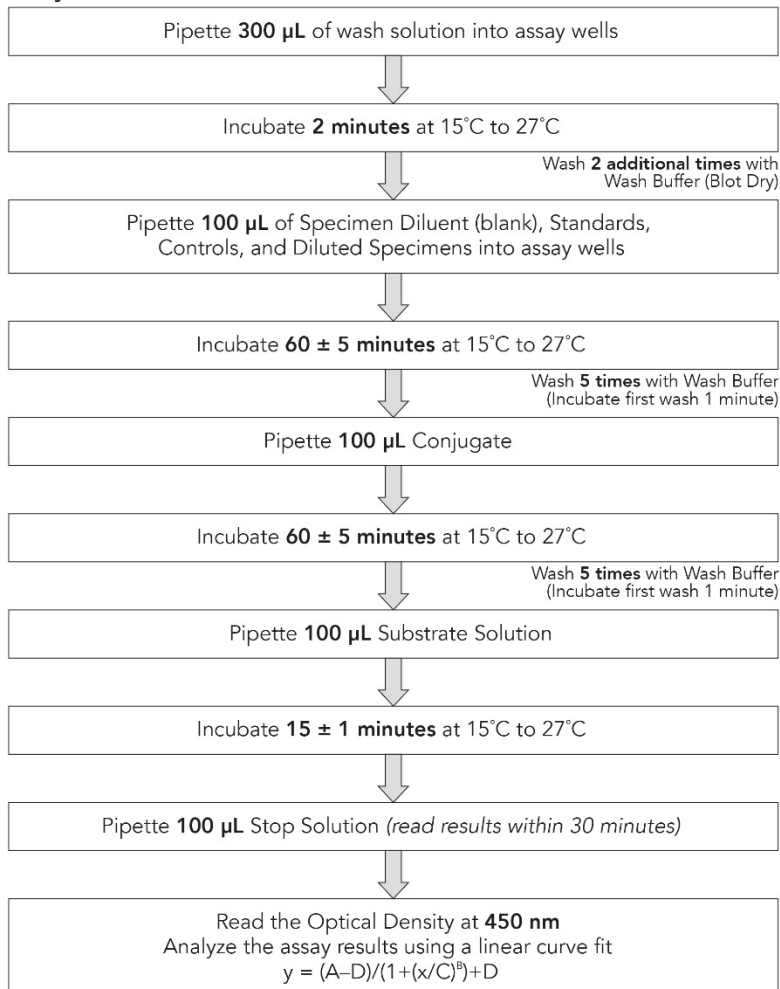 Pipette 300 µL of wash solution into assay wells
Incubate 2 minutes at 15˚C to 27˚C
Wash 2 additional times with
Wash Buffer (Blot Dry)
Pipette 100 µL of Specimen Diluent (blank), Standards,
Controls, and Diluted Specimens into assay wells
Incubate 60 ± 5 minutes at 15˚C to 27˚C
Wash 5 times with Wash Buffer
(Incubate first wash 1 minute)
Pipette 100 µL Conjugate
Incubate 60 ± 5 minutes at 15˚C to 27˚C
Wash 5 times with Wash Buffer
(Incubate first wash 1 minute)
Pipette 100 µL Substrate Solution
Incubate 15 ± 1 minutes at 15˚C to 27˚C
Pipette 100 µL Stop Solution (read results within 30 minutes)
Read the Optical Density at 450 nm
Analyze the assay results using a linear curve fit
y = (A–D)/(1+(x/C)ᴮ)+D